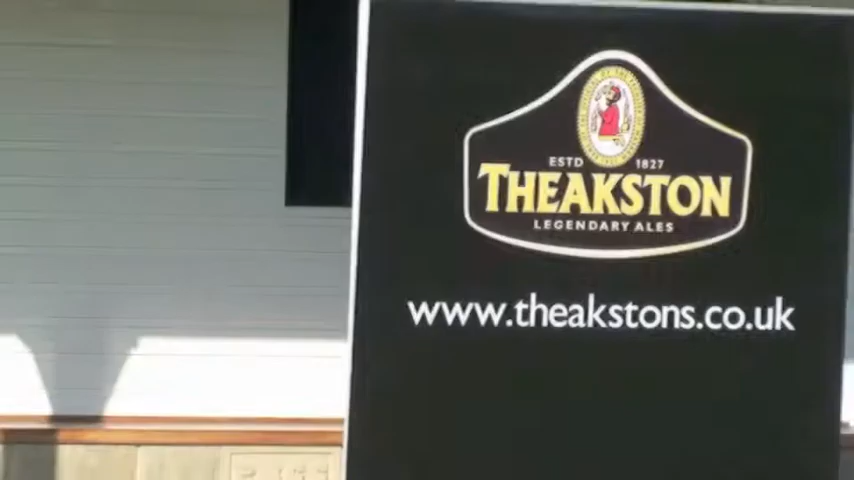 ESTD 1827
THEAKSTON
LEGENDARY ALES
www.theakstons.co.uk